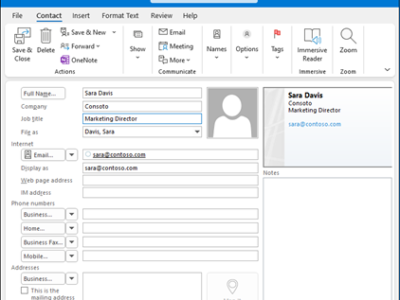 File Contact Insert Format Text Review Help
Save & Close
Delete
Save & New
Forward
OneNote
Actions
Show
Email
Meeting
More
Communicate
Names
Options
Tags
Immersive Reader
Immersive
Zoom
Zoom
Full Name... Sara Davis
Company Consoto
Job title Marketing Director
File as Davis, Sara
Internet
Email... sara@contoso.com
Display as sara@contoso.com
Web page address
IM address
Phone numbers
Business...
Home...
Business Fax...
Mobile...
Addresses
Business...
This is the
mailing address
Sara Davis
Consoto
Marketing Director
sara@contoso.com
Notes